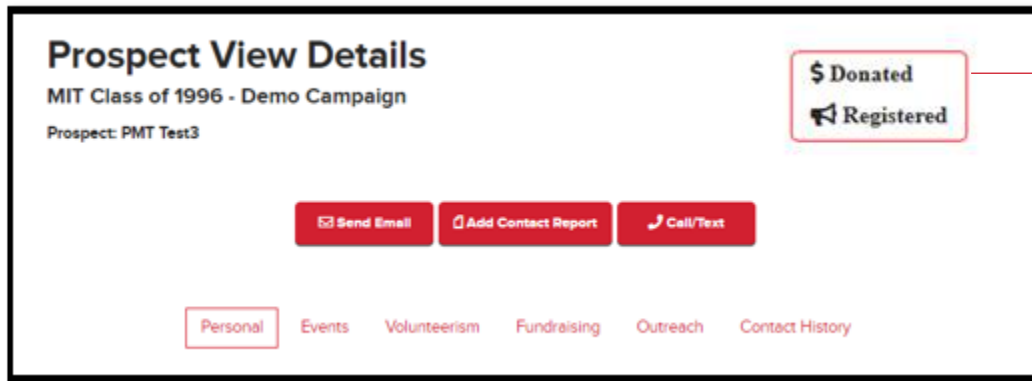 Prospect View Details
MIT Class of 1996 - Demo Campaign
Prospect: PMT Test3
$ Donated
Registered
Send Email Add Contact Report Call/Text
Personal Events Volunteerism Fundraising Outreach Contact History